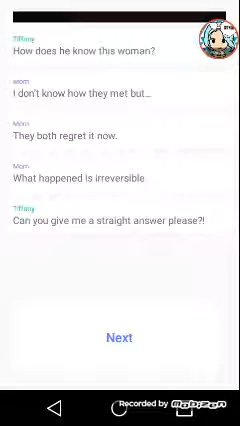 Tiffany
How does he know this woman?
Mom
I don't know how they met but...
Mom
They both regret it now.
Mom
What happened is irreversible
Tiffany
Can you give me a straight answer please?!
Next
Recorded by